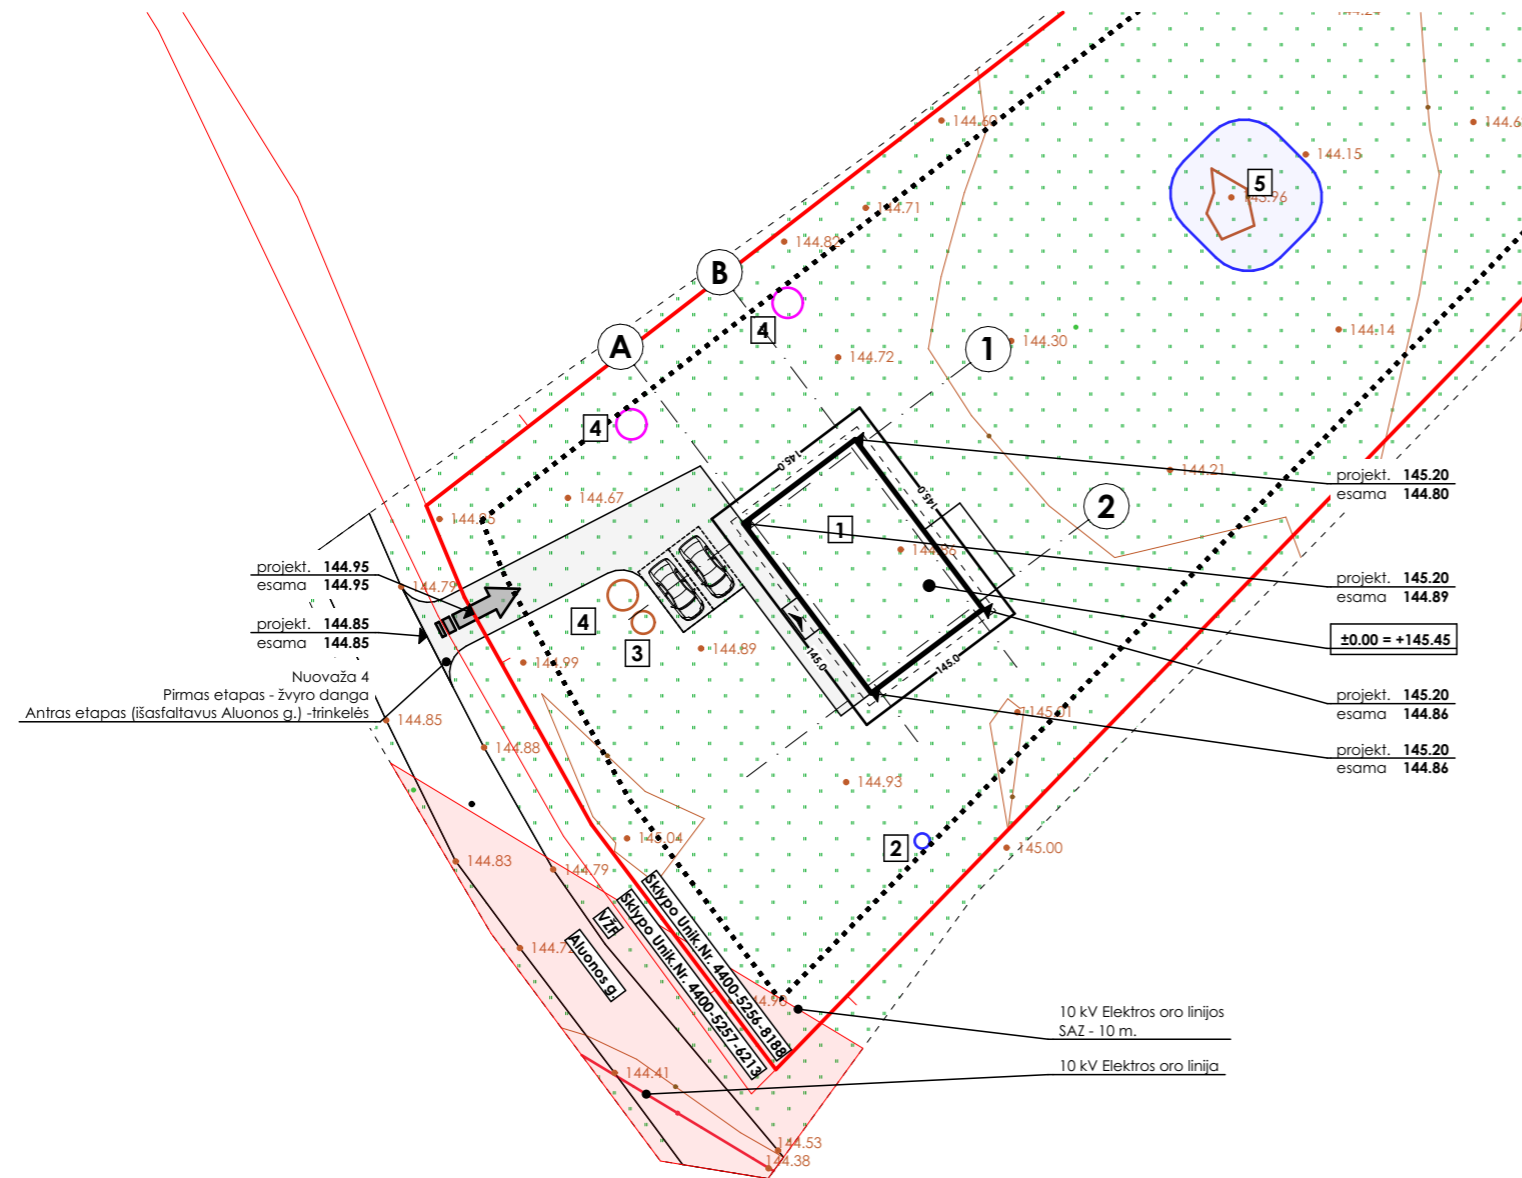 144.60
144.15
144.6
5
144.71
144.82
B
4
144.14
144.30
1
A
144.72
4
144.21
projekt. 145.20
esama 144.80
145.0
145.0
2
144.67
1
144.86
144.95
projekt. 144.95
esama 144.95
144.79
projekt. 145.20
esama 144.89
4
3
projekt. 144.85
esama 144.85
±0.00 = +145.45
144.89
145.0
145.0
144.99
Nuovaža 4
Pirmas etapas - žvyro danga
Antras etapas (išasfaltavus Aluonos g.) -trinkelės
projekt. 145.20
esama 144.86
144.85
145.01
144.88
projekt. 145.20
esama 144.86
144.93
145.04
2
145.00
144.83
144.79
VŽF
Aluonos g.
Sklypo Unik.Nr. 4400-5256-8188
Sklypo Unik.Nr. 4400-5257-6213
10 kV Elektros oro linijos
SAZ - 10 m.
10 kV Elektros oro linija
144.41
144.53
144.38